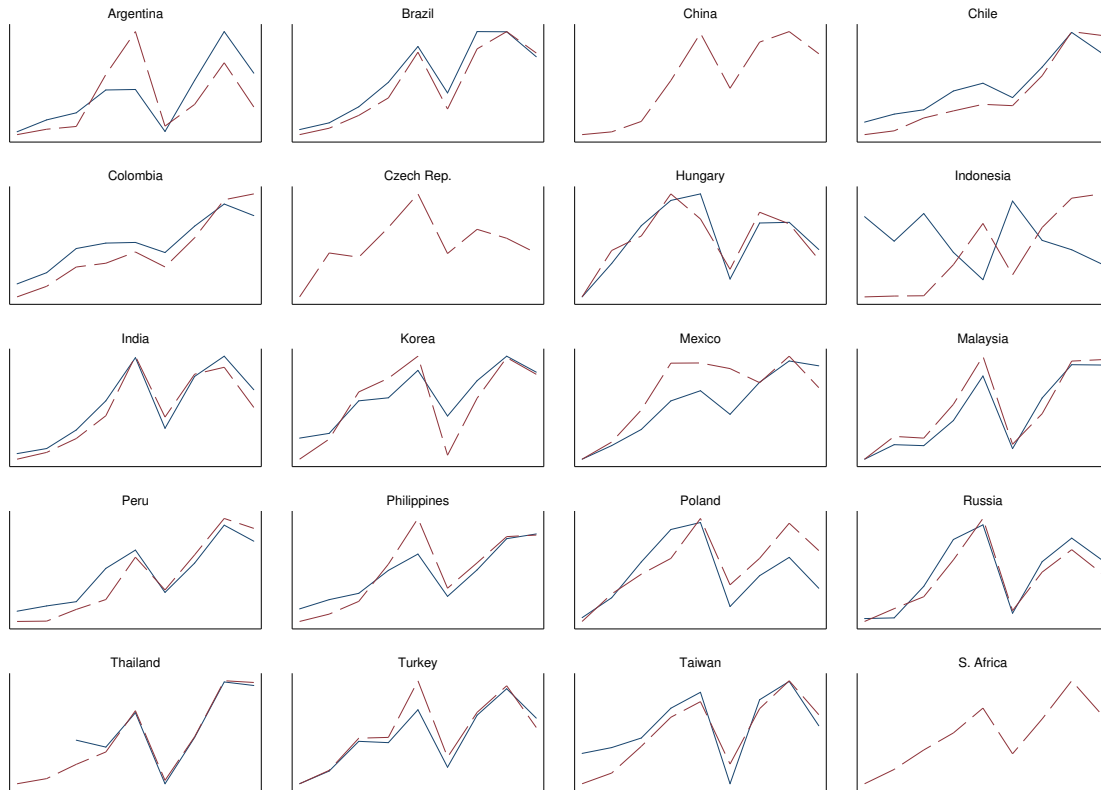 Argentina
Brazil
China
Chile
Colombia
Czech Rep.
Hungary
Indonesia
India
Korea
Mexico
Malaysia
Peru
Philippines
Poland
Russia
Thailand
Turkey
Taiwan
S. Africa